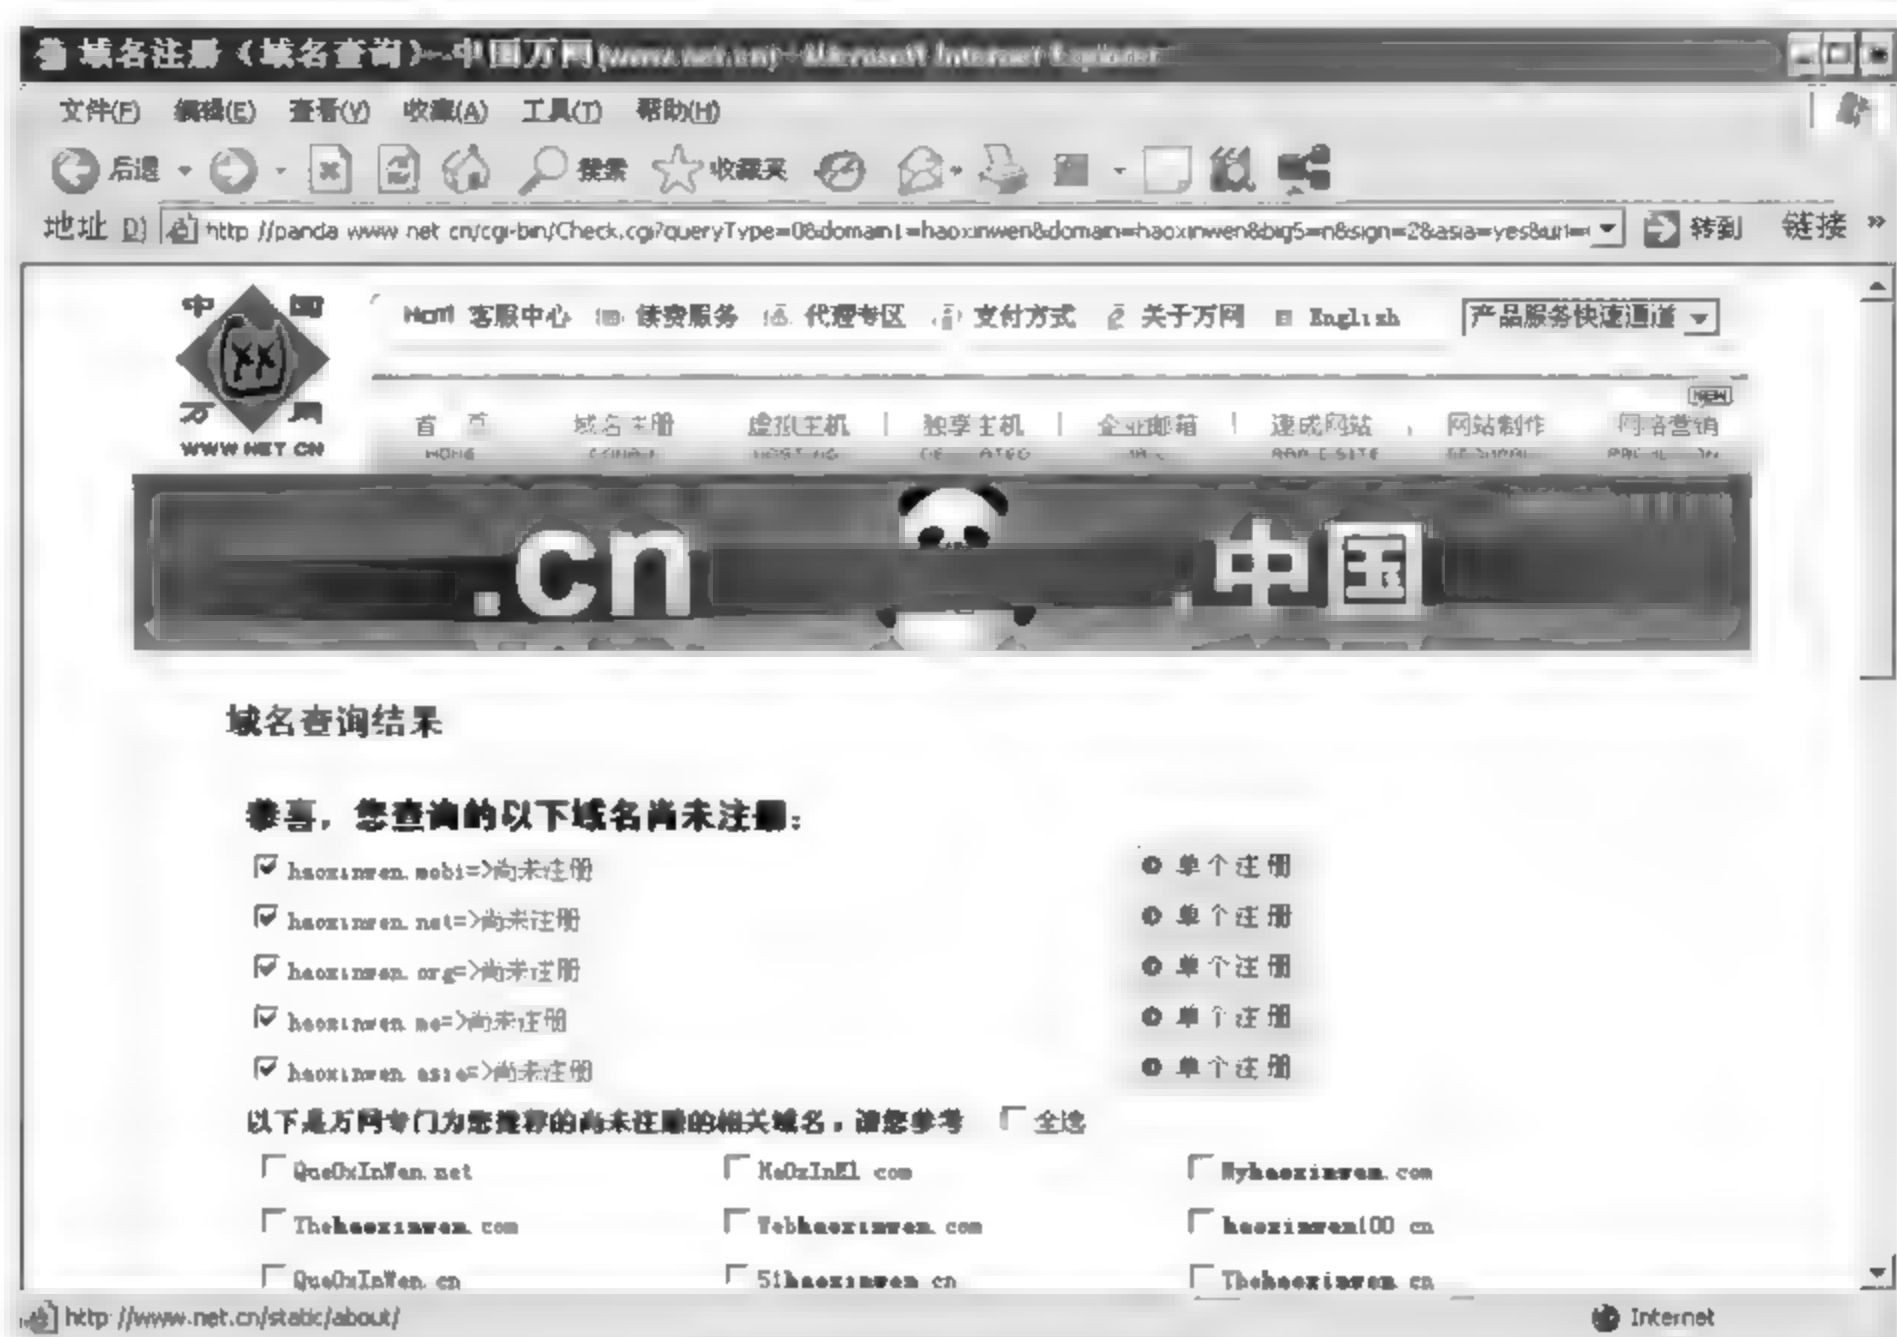 域名注册（域名查询）--中国万网(www.net.cn) - Microsoft Internet Explorer
文件(F) 编辑(E) 查看(V) 收藏(A) 工具(T) 帮助(H)
后退 搜索 收藏夹
地址 D) http //panda www net cn/cgi-bin/Check.cgi?queryType=0&domain1=haoxinwen&domain=haoxinwen&big5=n&sign=2&asia=yes&url= 转到 链接 »
中 国
万 网
WWW NET CN
Hot! 客服中心 续费服务 代理专区 支付方式 关于万网 English 产品服务快速通道
NEW
首 页 域名注册 虚拟主机 | 独享主机 | 企业邮箱 | 速成网站 网站制作 网络营销
HOME
.cn .中国
域名查询结果
恭喜，您查询的以下域名尚未注册：
haoxinwen.mobi=>尚未注册 单个注册
haoxinwen.net=>尚未注册 单个注册
haoxinwen.org=>尚未注册 单个注册
haoxinwen.me=>尚未注册 单个注册
haoxinwen.asia=>尚未注册 单个注册
以下是万网专门为您推荐的尚未注册的相关域名，请您参考 全选
QueOxInWen.net Myhaoxinwen.com
Thehaoxinwen.com Webhaoxinwen.com haoxinwen100 cn
QueOxInWen.cn 51haoxinwen cn Thehaoxinwen.cn
http //www.net.cn/static/about/ Internet